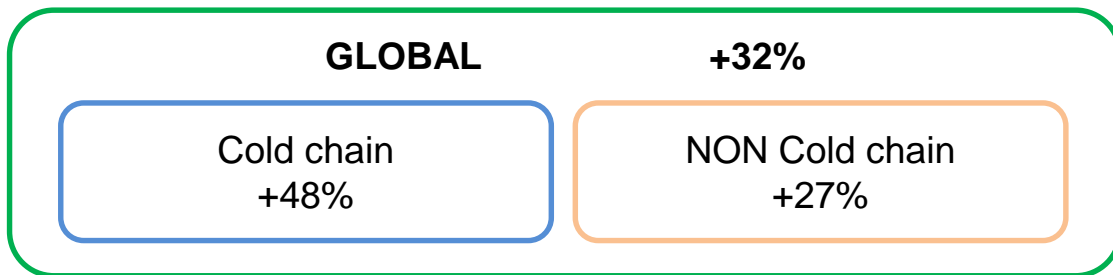 GLOBAL +32%
Cold chain
+48%
NON Cold chain
+27%